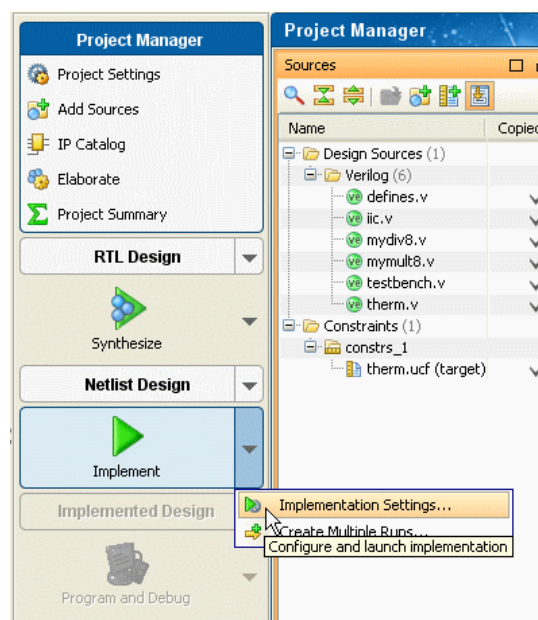 Project Manager
Project Settings
Add Sources
IP Catalog
Elaborate
Project Summary
RTL Design
Synthesize
Netlist Design
Implement
Implemented Design
Program and Debug
Project Manager
Sources
Name
Design Sources (1)
Verilog (6)
defines.v
iic.v
mydiv8.v
mymult8.v
testbench.v
therm.v
Constraints (1)
constrs_1
therm.ucf (target)
Implementation Settings...
Create Multiple Runs...
Configure and launch implementation